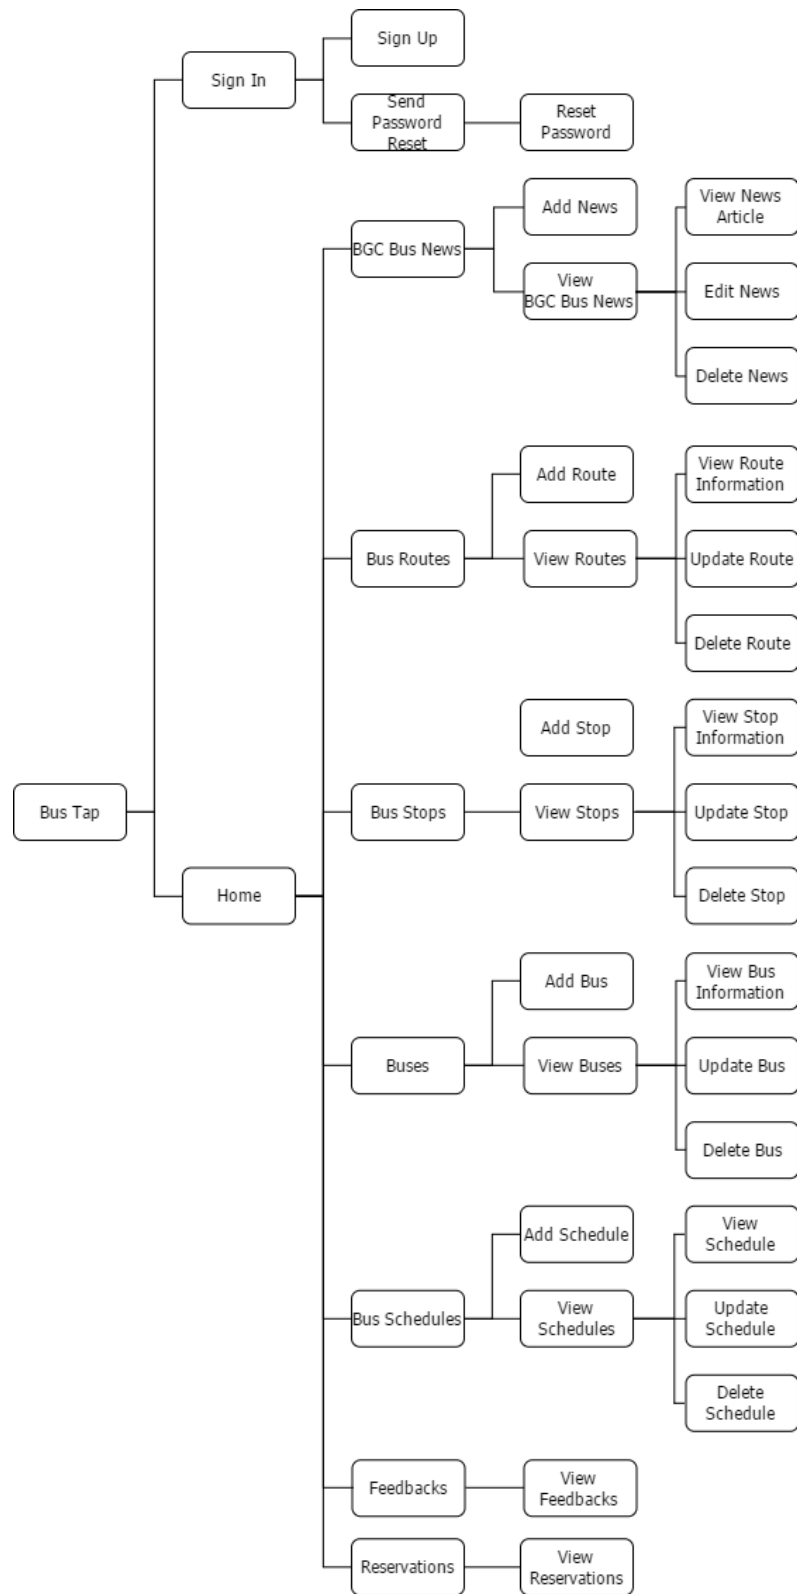 Sign Up
Sign In
Send
Password
Reset
Reset
Password
Add News
View News
Article
BGC Bus News
View
BGC Bus News
Edit News
Delete News
Add Route
View Route
Information
Bus Routes
View Routes
Update Route
Delete Route
Add Stop
View Stop
Information
Bus Tap
Bus Stops
View Stops
Update Stop
Home
Delete Stop
Add Bus
View Bus
Information
Buses
View Buses
Update Bus
Delete Bus
Add Schedule
View
Schedule
Bus Schedules
View
Schedules
Update
Schedule
Delete
Schedule
Feedbacks
View
Feedbacks
Reservations
View
Reservations